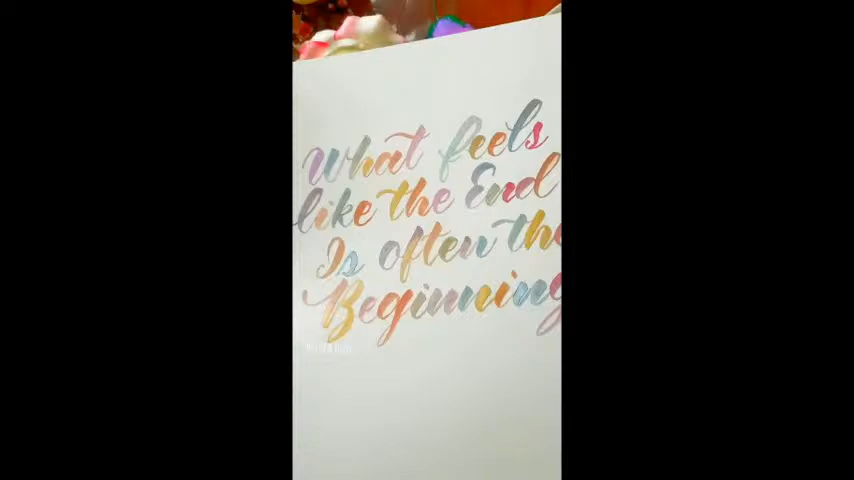 What feels
like the End
Is often the
Beginning